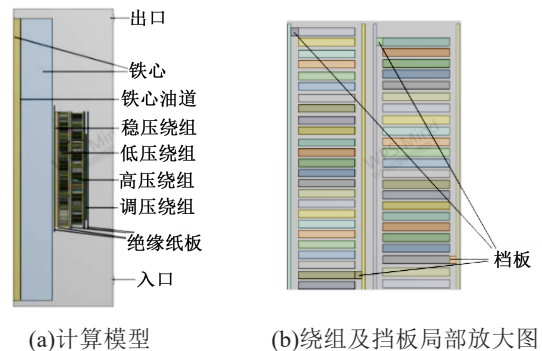 出口
铁心
铁心油道
稳压绕组
低压绕组
高压绕组
调压绕组
绝缘纸板
入口
档板
(a)计算模型
(b)绕组及挡板局部放大图